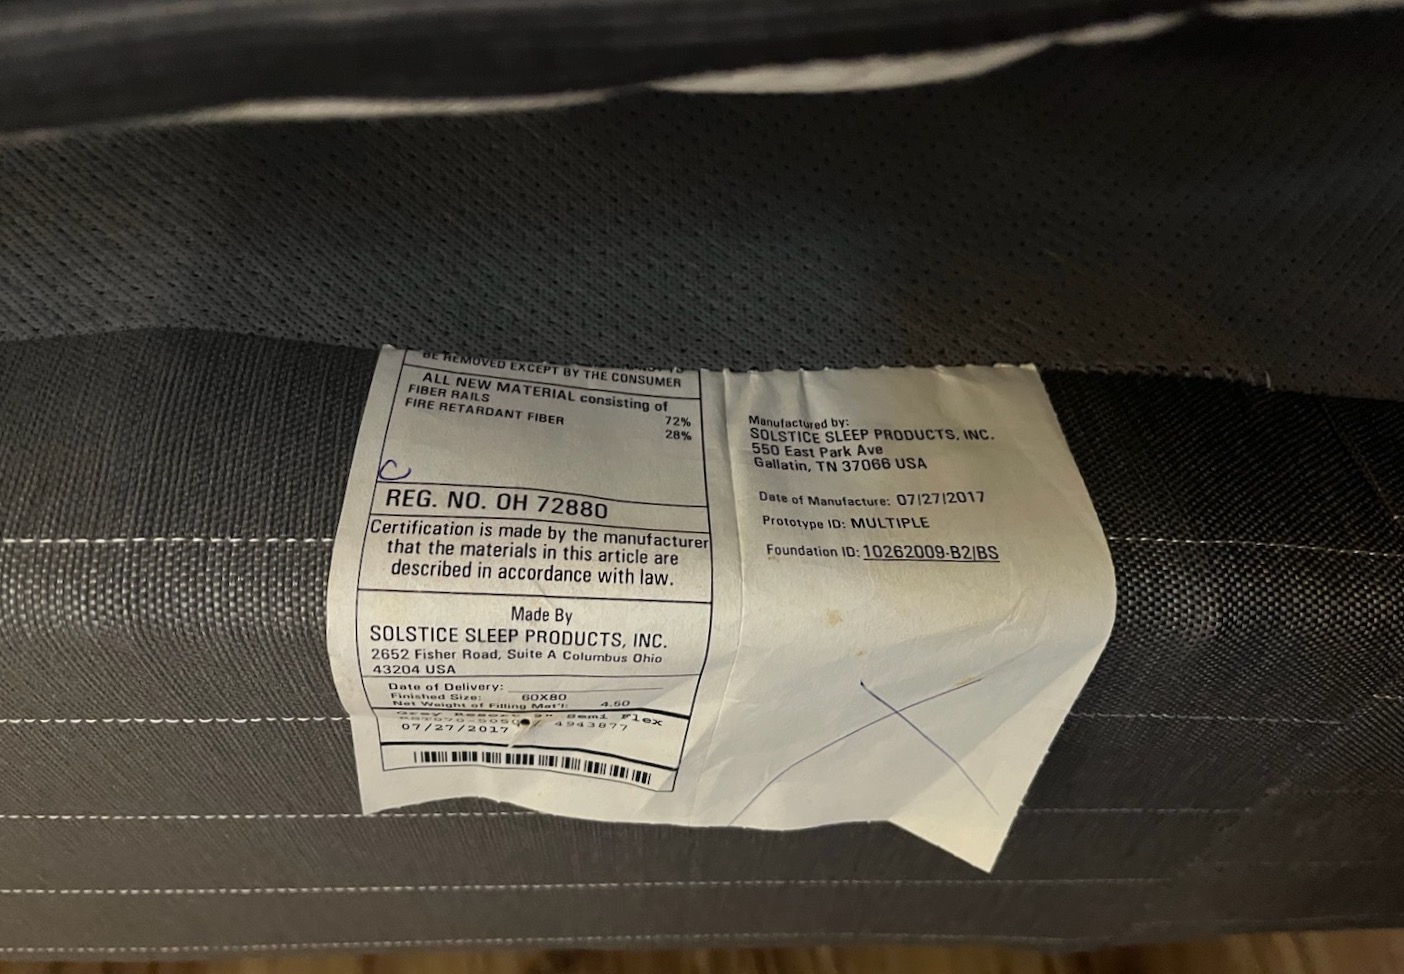 BE REMOVED EXCEPT BY THE CONSUMER
ALL NEW MATERIAL consisting of
FIBER RAILS 72%
FIRE RETARDANT FIBER 28%
C
REG. NO. OH 72880
Certification is made by the manufacturer
that the materials in this article are
described in accordance with law.
Made By
SOLSTICE SLEEP PRODUCTS, INC.
2652 Fisher Road, Suite A Columbus Ohio
43204 USA
Date of Delivery:
Finished Size: 60X80
Net Weight of Filling Mat'l: 4.50
Semi Flex
4943877
07/27/2017
Manufactured by:
SOLSTICE SLEEP PRODUCTS, INC.
550 East Park Ave
Gallatin, TN 37066 USA
Date of Manufacture: 07/27/2017
Prototype ID: MULTIPLE
Foundation ID: 10262009-B2/BS